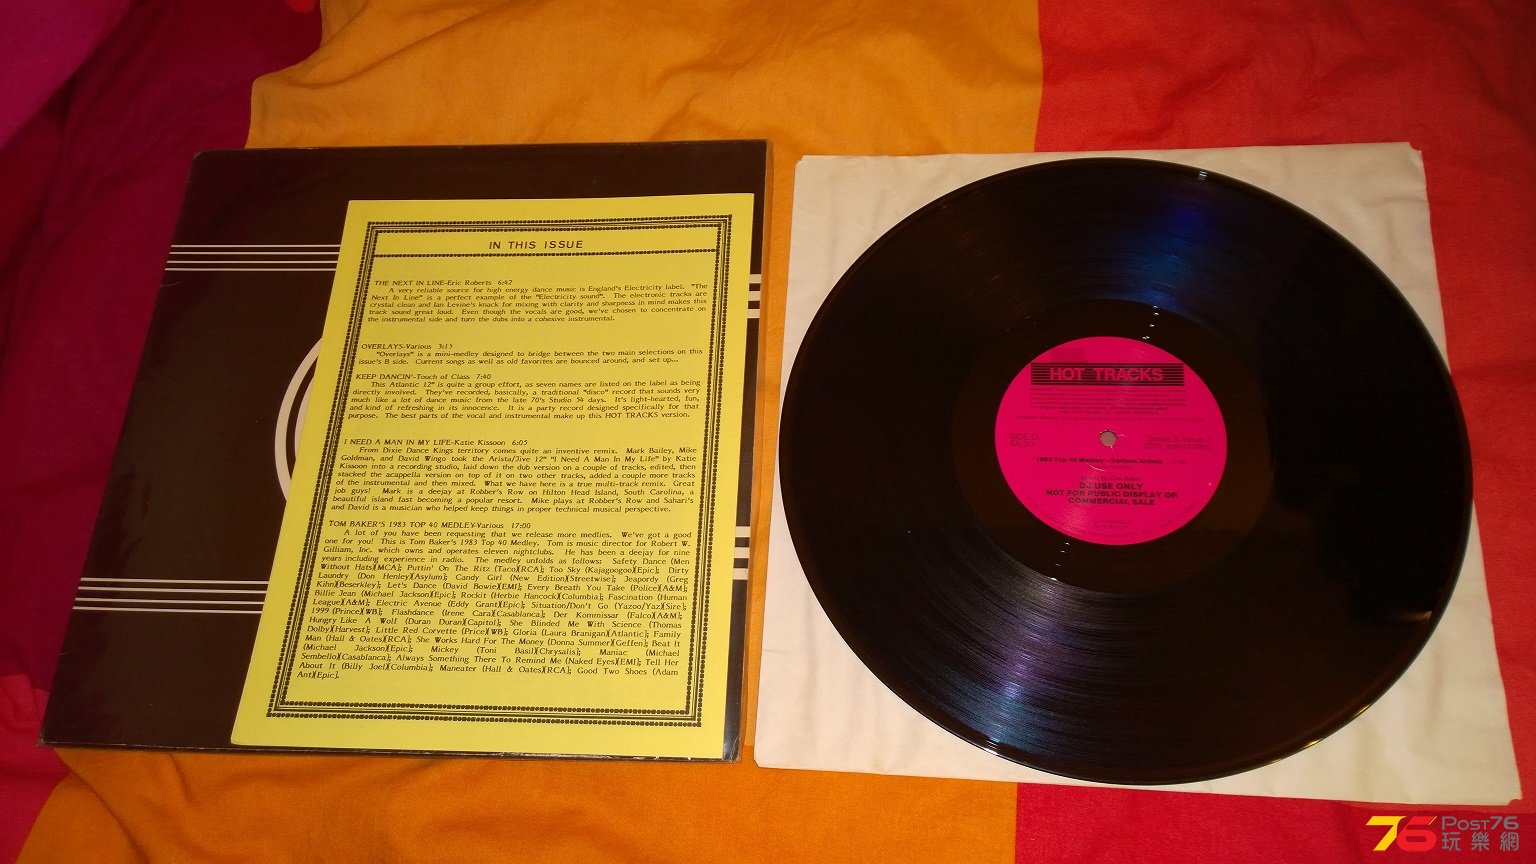 IN THIS ISSUE
THE NEXT IN LINE-Eric Roberts 6:42
A very reliable source for high energy dance music is England's Electricity label. "The
Next In Line" is a perfect example of the "Electricity sound". The electronic tracks are
crystal clean and Ian Levine's knack for mixing with clarity and sharpness in mind makes this
track sound great loud. Even though the vocals are good, we've chosen to concentrate on
the instrumental side and turn the dubs into a cohesive instrumental.
OVERLAYS-Various 3:15
"Overlays" is a mini-medley designed to bridge between the two main selections on this
issue's B side. Current songs as well as old favorites are bounced around, and set up...
KEEP DANCIN'-Touch of Class 7:40
This Atlantic 12" is quite a group effort, as seven names are listed on the label as being
directly involved. They've recorded, basically, a traditional "disco" record that sounds very
much like a lot of dance music from the late 70's Studio 54 days. It's light-hearted, fun,
and kind of refreshing in its innocence. It is a party record designed specifically for that
purpose. The best parts of the vocal and instrumental make up this HOT TRACKS version.
I NEED A MAN IN MY LIFE-Katie Kissoon 6:05
From Dixie Dance Kings territory comes quite an inventive remix. Mark Bailey, Mike
Goldman, and David Wingo took the Arista/Jive 12" "I Need A Man In My Life" by Katie
Kissoon into a recording studio, laid down the dub version on a couple of tracks, edited, then
stacked the acappella version on top of it on two other tracks, added a couple more tracks
of the instrumental and then mixed. What we have here is a true multi-track remix. Great
job guys! Mark is a deejay at Robber's Row on Hilton Head Island, South Carolina, a
beautiful island fast becoming a popular resort. Mike plays at Robber's Row and Sahari's
and David is a musician who helped keep things in proper technical musical perspective.
TOM BAKER'S 1983 TOP 40 MEDLEY-Various 17:00
A lot of you have been requesting that we release more medlies. We've got a good
one for you! This is Tom Baker's 1983 Top 40 Medley. Tom is music director for Robert W.
Gilliam, Inc. which owns and operates eleven nightclubs. He has been a deejay for nine
years including experience in radio. The medley unfolds as follows: Safety Dance (Men
Without Hats)[MCA]; Puttin' On The Ritz (Taco)[RCA]; Too Sky (Kajagoogoo)[Epic]; Dirty
Laundry (Don Henley)[Asylum]; Candy Girl (New Edition)[Streetwise]; Jeapordy (Greg
Kihn)[Beserkley]; Let's Dance (David Bowie)[EMI]; Every Breath You Take (Police)[A&M];
Billie Jean (Michael Jackson)[Epic]; Rockit (Herbie Hancock)[Columbia]; Fascination (Human
League)[A&M]; Electric Avenue (Eddy Grant)[Epic]; Situation/Don't Go (Yazoo/Yaz)[Sire];
1999 (Prince)[WB]; Flashdance (Irene Cara)[Casablanca]; Der Kommissar (Falco)[A&M];
Hungry Like A Wolf (Duran Duran)[Capitol]; She Blinded Me With Science (Thomas
Dolby)[Harvest]; Little Red Corvette (Price)[WB]; Gloria (Laura Branigan)[Atlantic]; Family
Man (Hall & Oates)[RCA]; She Works Hard For The Money (Donna Summer)[Geffen]; Beat It
(Michael Jackson)[Epic]; Mickey (Toni Basil)[Chrysalis]; Maniac (Michael
Sembello)[Casablanca]; Always Something There To Remind Me (Naked Eyes)[EMI]; Tell Her
About It (Billy Joel)[Columbia]; Maneater (Hall & Oates)[RCA]; Good Two Shoes (Adam
Ant)[Epic].
HOT TRACKS
1983 Top 40 Medley—Various Artists
DJ USE ONLY
NOT FOR PUBLIC DISPLAY OR
COMMERCIAL SALE
76 POST76
玩樂網